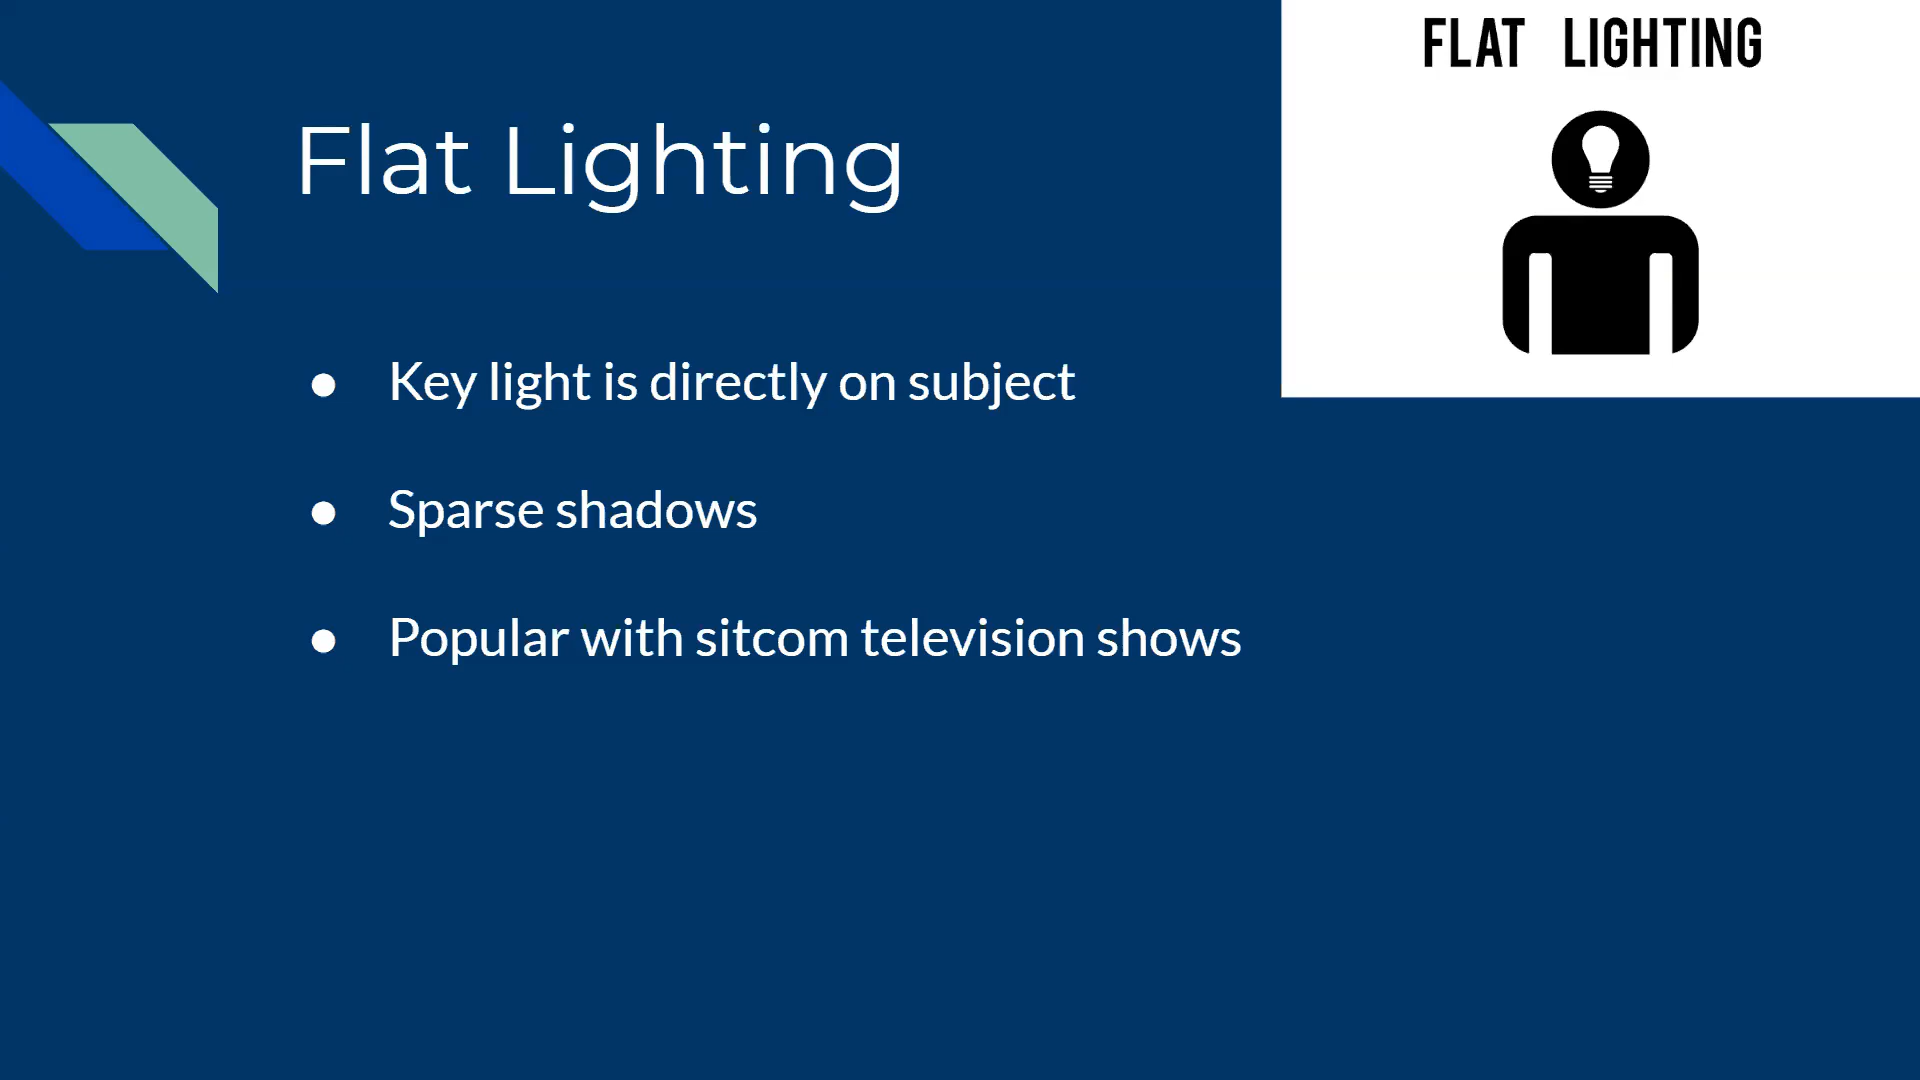 FLAT LIGHTING
Flat Lighting
● Key light is directly on subject
● Sparse shadows
● Popular with sitcom television shows